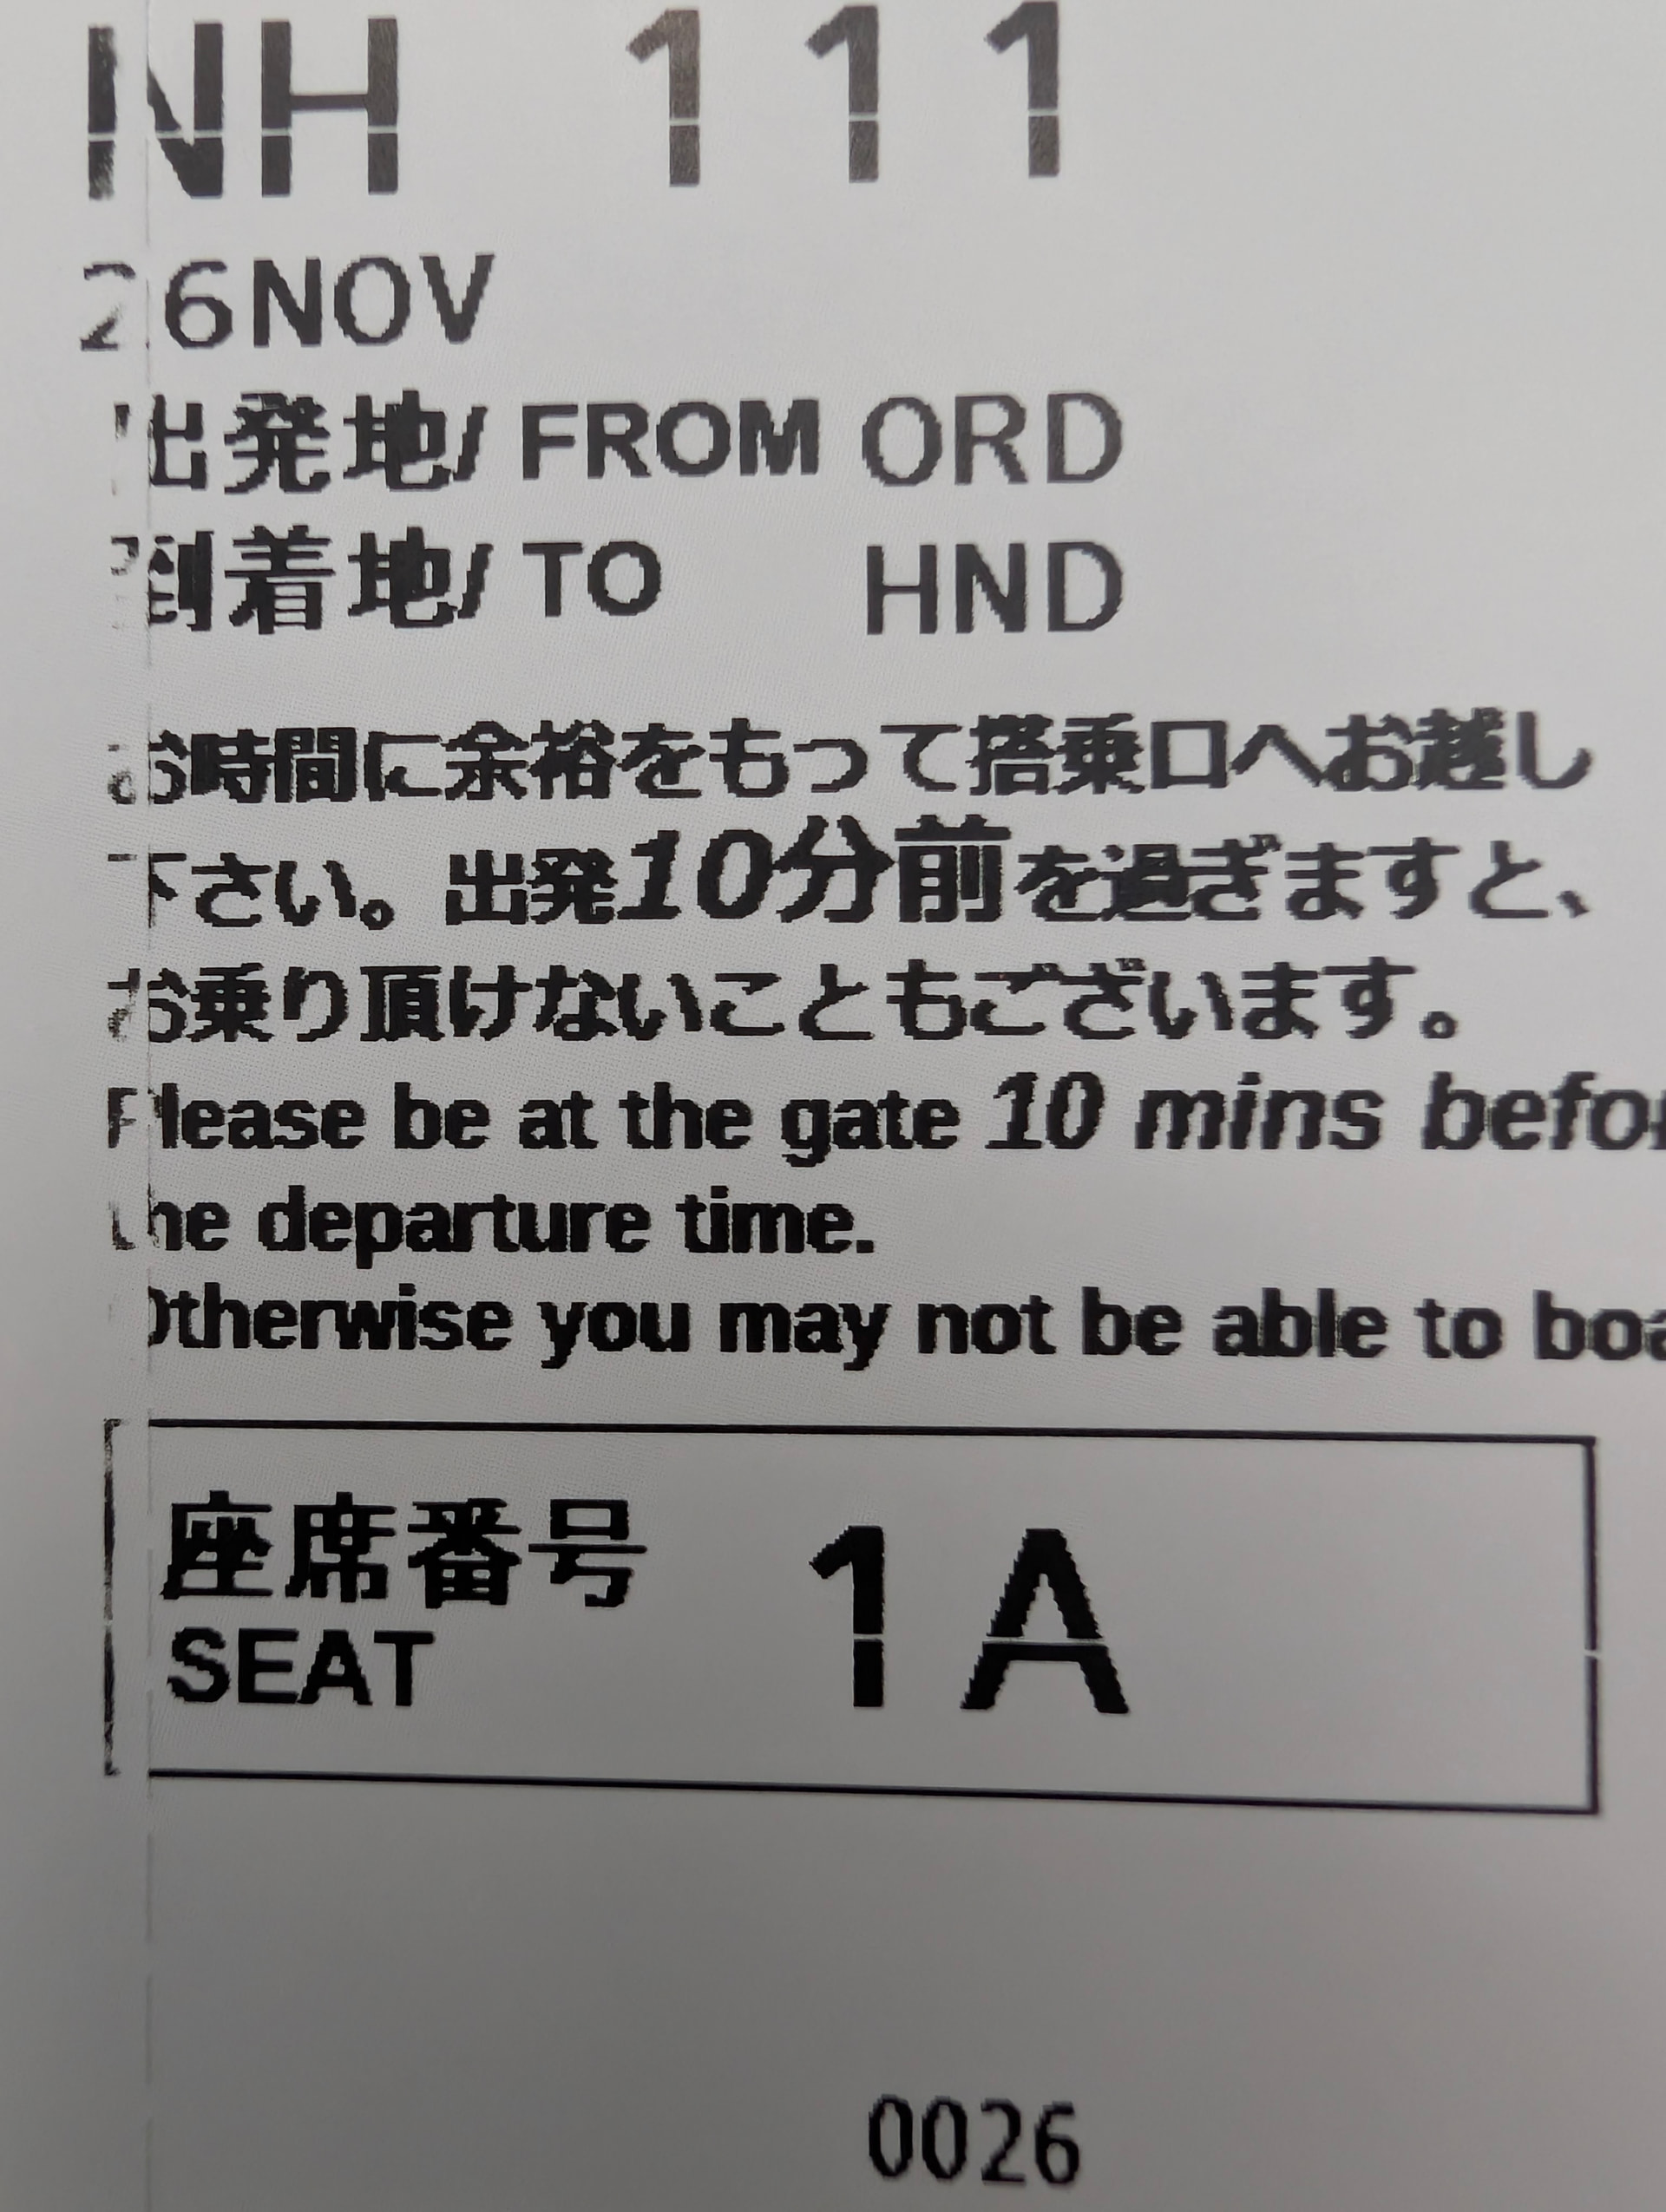 NH 111
26NOV
出発地/ FROM ORD
到着地/ TO HND
お時間に余裕をもって搭乗口へお越し
下さい。出発10分前を過ぎますと、
お乗り頂けないこともございます。
Please be at the gate 10 mins befor
the departure time.
Otherwise you may not be able to boa
座席番号
SEAT 1A
0026